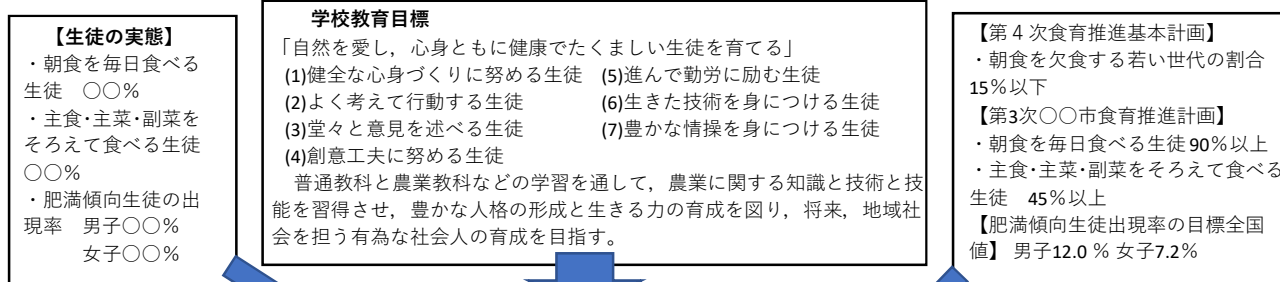 【生徒の実態】
・朝食を毎日食べる
生徒　○○％
・主食･主菜･副菜を
そろえて食べる生徒
○○％
・肥満傾向生徒の出
現率　男子○○％
女子○○％
学校教育目標
「自然を愛し，心身ともに健康でたくましい生徒を育てる」
(1)健全な心身づくりに努める生徒　(5)進んで勤労に励む生徒
(2)よく考えて行動する生徒　(6)生きた技術を身につける生徒
(3)堂々と意見を述べる生徒　(7)豊かな情操を身につける生徒
(4)創意工夫に努める生徒
普通教科と農業教科などの学習を通して，農業に関する知識と技術と技
能を習得させ，豊かな人格の形成と生きる力の育成を図り，将来，地域社
会を担う有為な社会人の育成を目指す。
【第４次食育推進基本計画】
・朝食を欠食する若い世代の割合
15％以下
【第3次○○市食育推進計画】
・朝食を毎日食べる生徒 90％以上
・主食･主菜･副菜をそろえて食べる
生徒　45％以上
【肥満傾向生徒出現率の目標全国
値】 男子12.0 ％ 女子7.2％